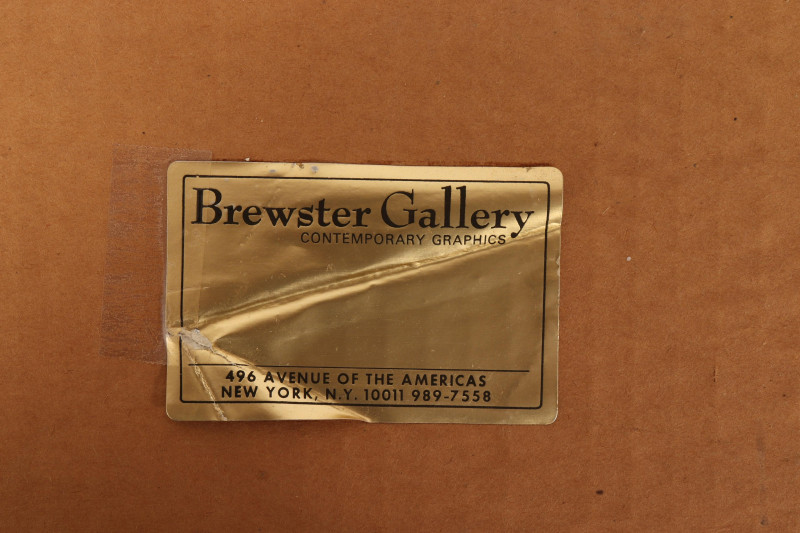 Brewster Gallery
CONTEMPORARY GRAPHICS
496 AVENUE OF THE AMERICAS
NEW YORK, N.Y. 10011 989-7558